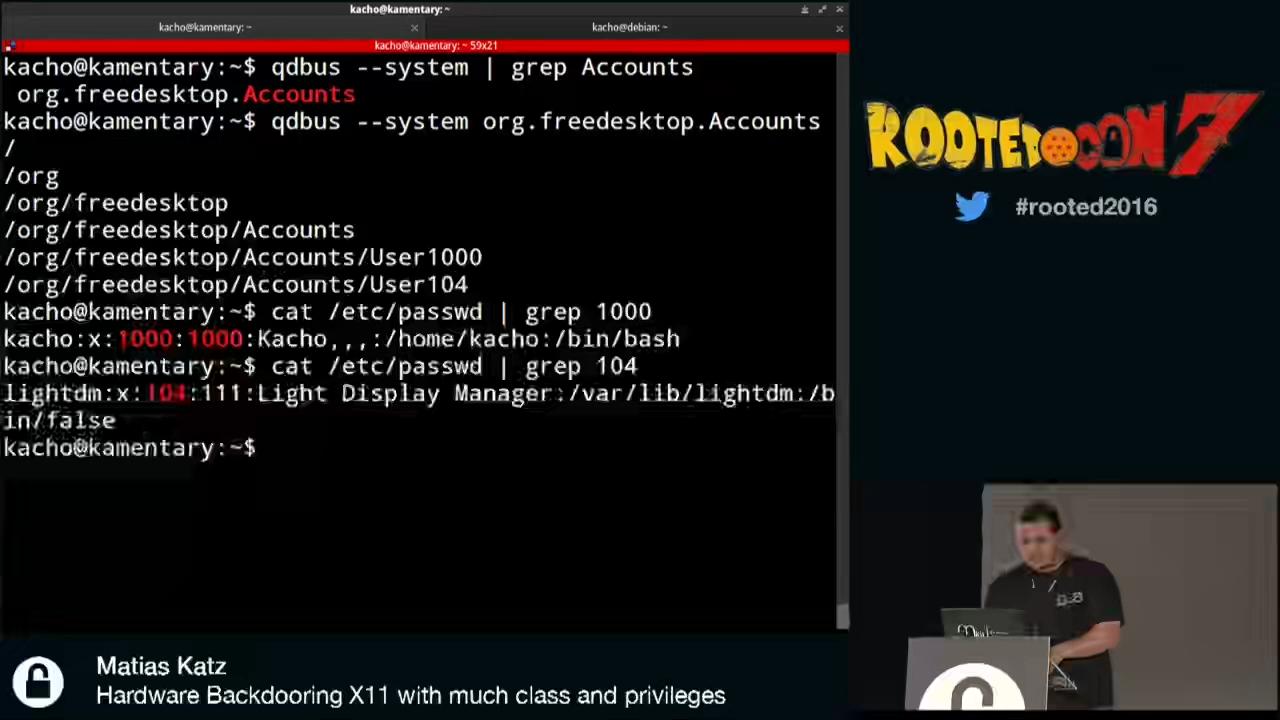 kacho@kamentary: ~
kacho@kamentary: ~
kacho@debian: ~
kacho@kamentary: ~ 59x21
kacho@kamentary:~$ qdbus --system | grep Accounts
org.freedesktop.Accounts
kacho@kamentary:~$ qdbus --system org.freedesktop.Accounts
/
/org
/org/freedesktop
/org/freedesktop/Accounts
/org/freedesktop/Accounts/User1000
/org/freedesktop/Accounts/User104
kacho@kamentary:~$ cat /etc/passwd | grep 1000
kacho:x:1000:1000:Kacho,,,:/home/kacho:/bin/bash
kacho@kamentary:~$ cat /etc/passwd | grep 104
lightdm:x:104:111:Light Display Manager:/var/lib/lightdm:/b
in/false
kacho@kamentary:~$
ROOTED CON 7
#rooted2016
Matias Katz
Hardware Backdooring X11 with much class and privileges